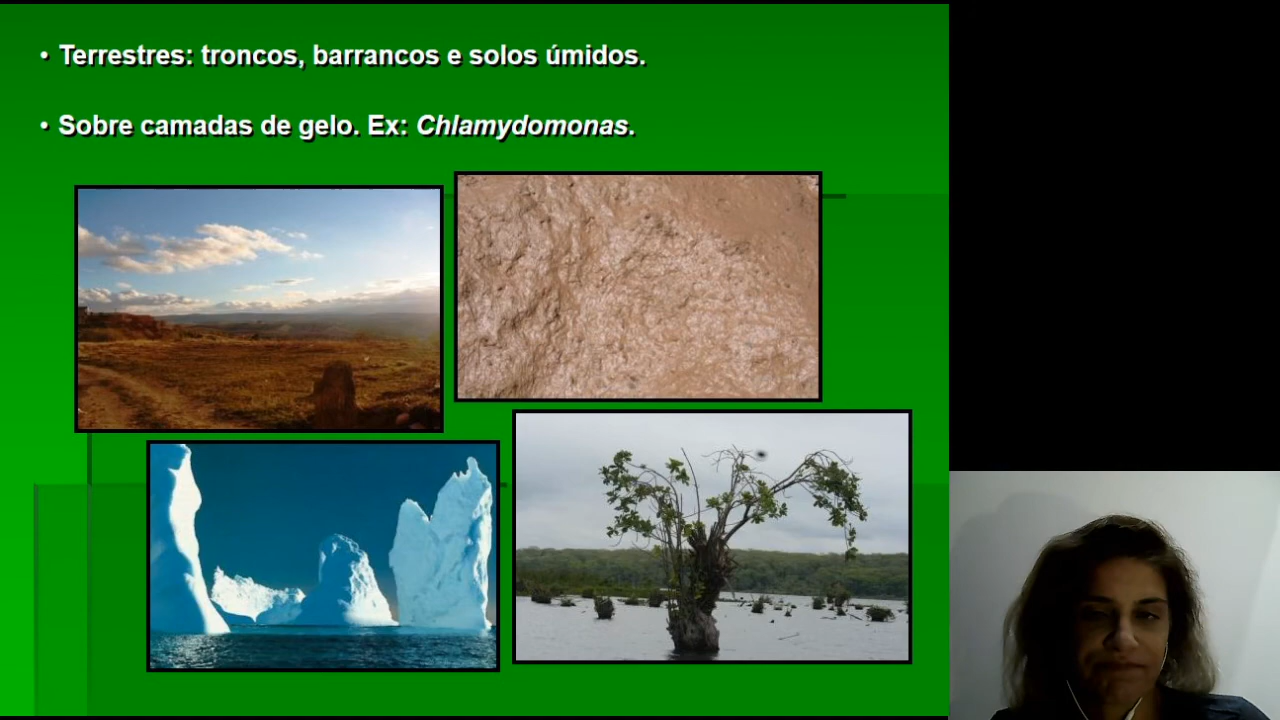 • Terrestres: troncos, barrancos e solos úmidos.
• Sobre camadas de gelo. Ex: Chlamydomonas.